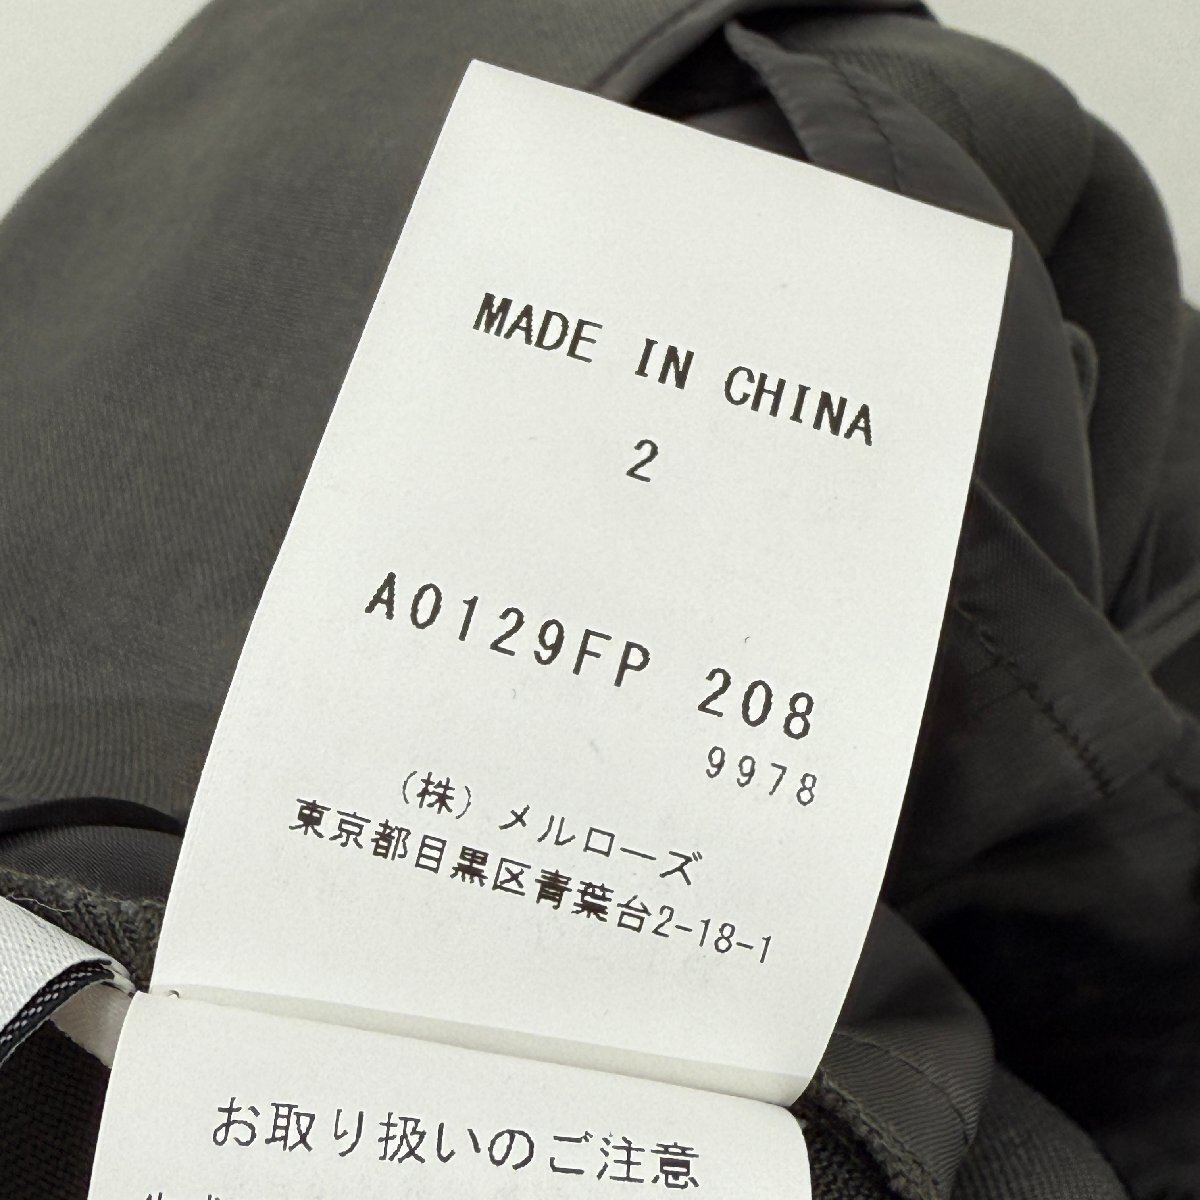 MADE IN CHINA
2
A0129FP 208
9978
(株) メルローズ
東京都目黒区青葉台2-18-1
お取り扱いのご注意